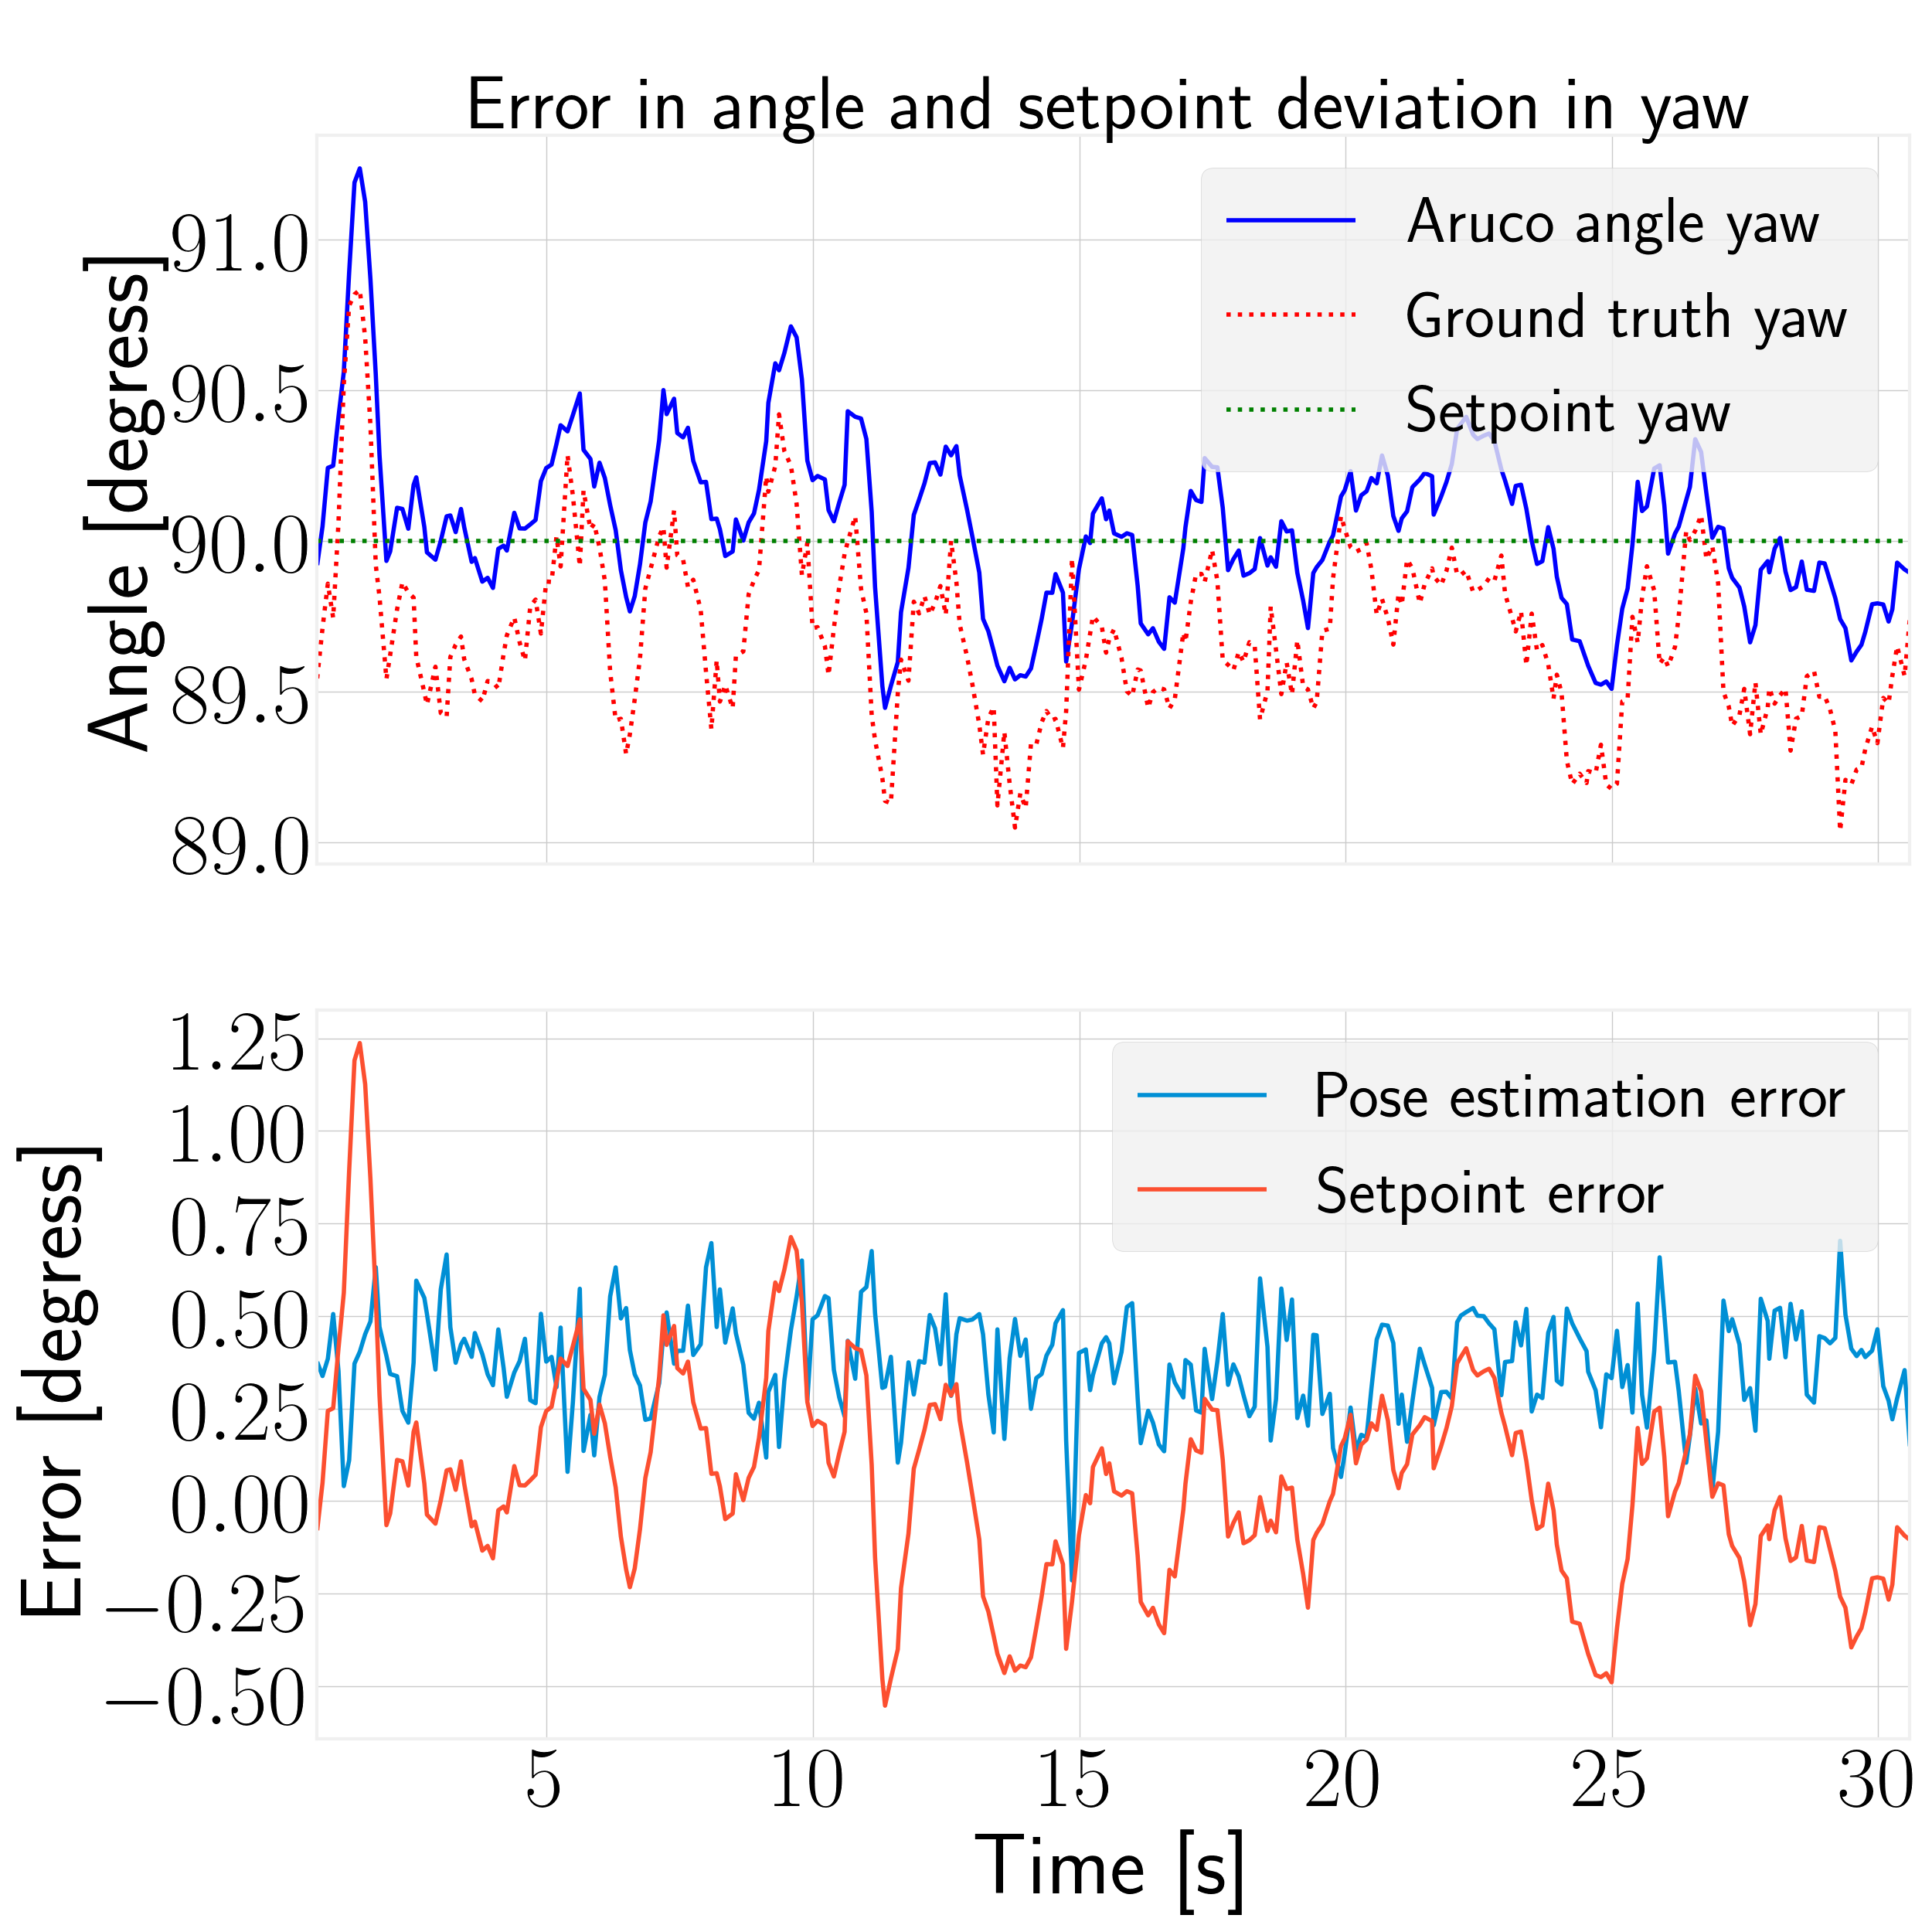 Error in angle and setpoint deviation in yaw
Angle [degress]
91.0
90.5
90.0
89.5
89.0
Aruco angle yaw
Ground truth yaw
Setpoint yaw
Error [degress]
1.25
1.00
0.75
0.50
0.25
0.00
−0.25
−0.50
Pose estimation error
Setpoint error
5 10 15 20 25 30
Time [s]